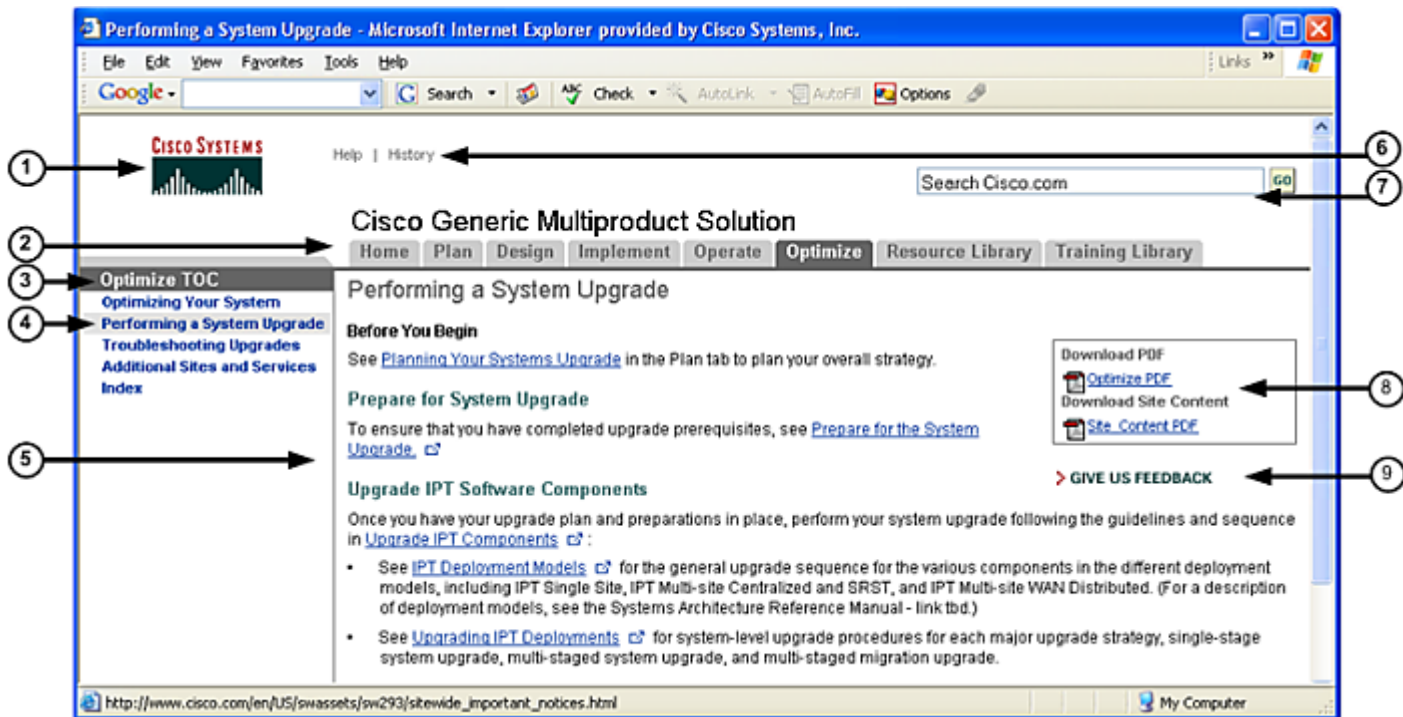 Performing a System Upgrade - Microsoft Internet Explorer provided by Cisco Systems, Inc.
File Edit View Favorites Tools Help
Links »
Google
G Search
ABC Check
AutoLink
AutoFill
Options
1
CISCO SYSTEMS
Help | History
6
Search Cisco.com
GO
7
Cisco Generic Multiproduct Solution
2
Home Plan Design Implement Operate Optimize Resource Library Training Library
3
Optimize TOC
Optimizing Your System
4
Performing a System Upgrade
Troubleshooting Upgrades
Additional Sites and Services
Index
5
Performing a System Upgrade
Before You Begin
See Planning Your Systems Upgrade in the Plan tab to plan your overall strategy.
Prepare for System Upgrade
To ensure that you have completed upgrade prerequisites, see Prepare for the System
Upgrade.
Download PDF
Optimize PDF
8
Download Site Content
Site_Content PDF
> GIVE US FEEDBACK
9
Upgrade IPT Software Components
Once you have your upgrade plan and preparations in place, perform your system upgrade following the guidelines and sequence
in Upgrade IPT Components :
• See IPT Deployment Models for the general upgrade sequence for the various components in the different deployment
models, including IPT Single Site, IPT Multi-site Centralized and SRST, and IPT Multi-site WAN Distributed. (For a description
of deployment models, see the Systems Architecture Reference Manual - link tbd.)
• See Upgrading IPT Deployments for system-level upgrade procedures for each major upgrade strategy, single-stage
system upgrade, multi-staged system upgrade, and multi-staged migration upgrade.
http://www.cisco.com/en/US/swassets/sw293/sitewide_important_notices.html
My Computer